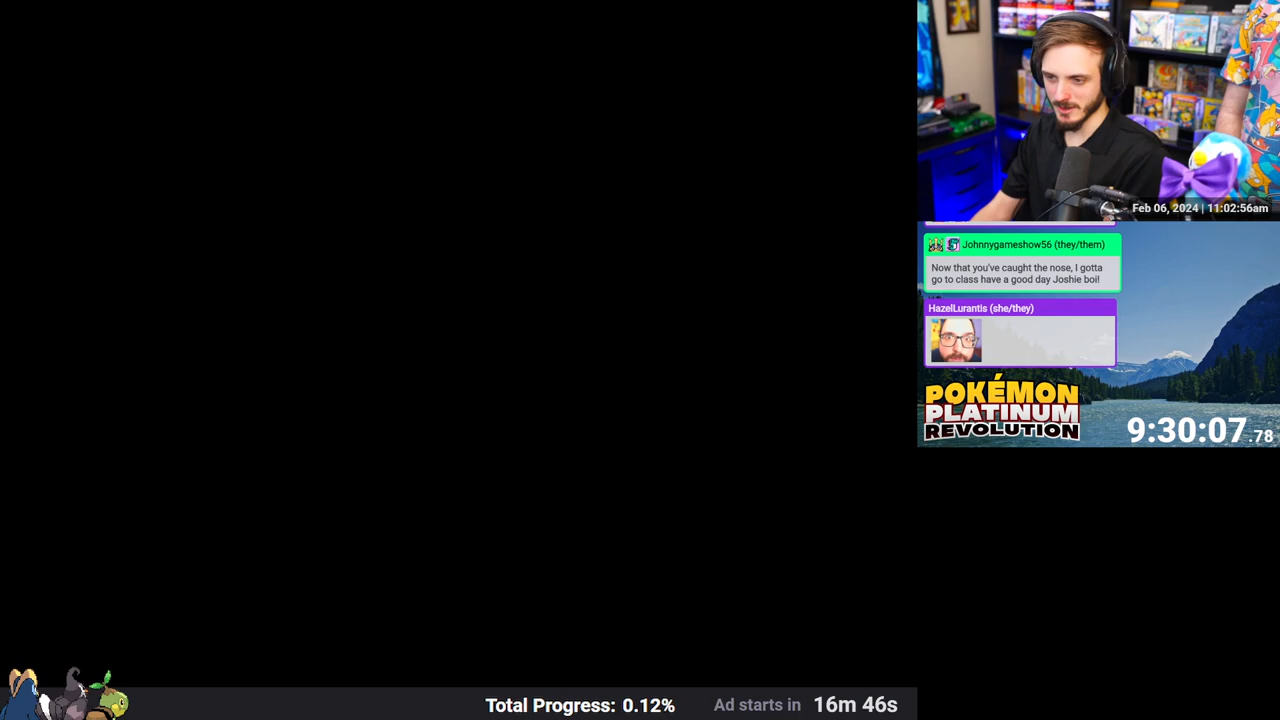 Feb 06, 2024 | 11:02:56am
Johnnygameshow56 (they/them)
Now that you've caught the nose, I gotta
go to class have a good day Joshie boi!
HazelLurantis (she/they)
POKÉMON
PLATINUM
REVOLUTION
9:30:07.78
Total Progress: 0.12%
Ad starts in 16m 46s